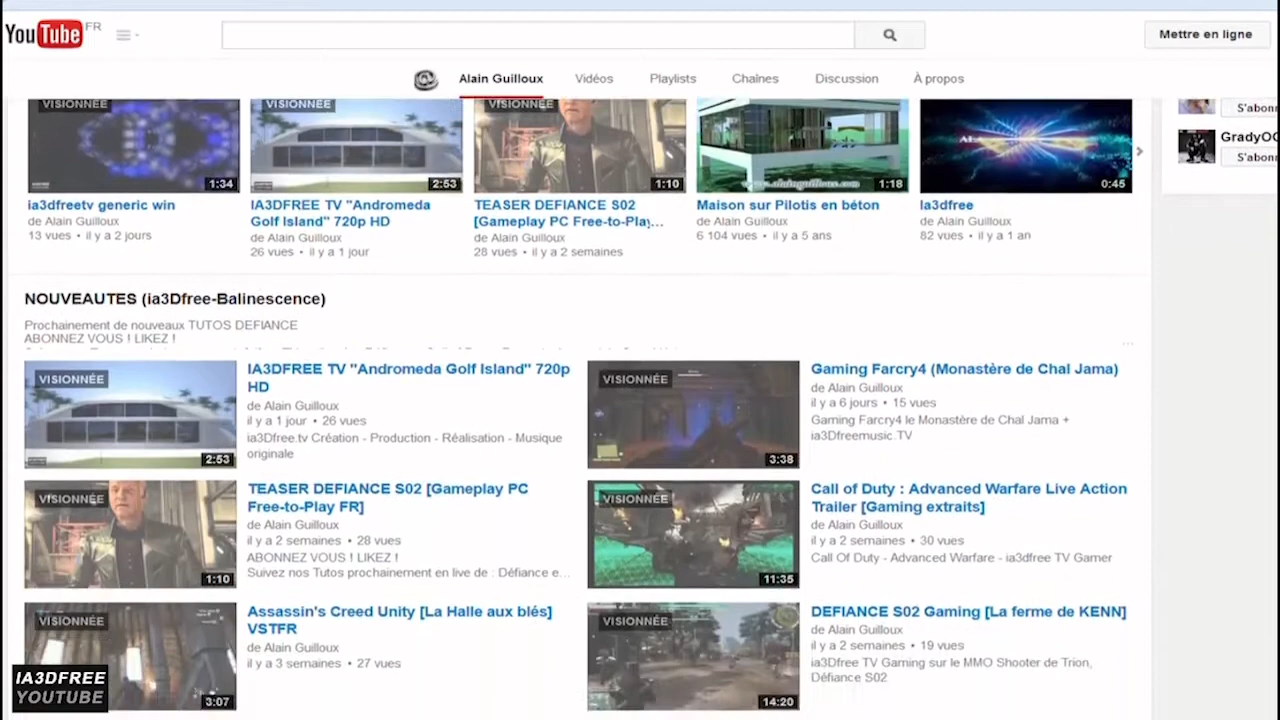 YouTube FR
Mettre en ligne
Alain Guilloux Vidéos Playlists Chaînes Discussion À propos
VISIONNÉE
VISIONNÉE
VISIONNÉE
1:34
2:53
1:10
www.alainguilloux.com
1:18
0:45
S'abonn
GradyO
S'abonn
ia3dfreetv generic win
de Alain Guilloux
13 vues • il y a 2 jours
IA3DFREE TV "Andromeda
Golf Island" 720p HD
de Alain Guilloux
26 vues • il y a 1 jour
TEASER DEFIANCE S02
[Gameplay PC Free-to-Play...
de Alain Guilloux
28 vues • il y a 2 semaines
Maison sur Pilotis en béton
de Alain Guilloux
6 104 vues • il y a 5 ans
Ia3dfree
de Alain Guilloux
82 vues • il y a 1 an
NOUVEAUTES (ia3Dfree-Balinescence)
Prochainement de nouveaux TUTOS DEFIANCE
ABONNEZ VOUS ! LIKEZ !
...
VISIONNÉE
2:53
IA3DFREE TV "Andromeda Golf Island" 720p
HD
de Alain Guilloux
il y a 1 jour • 26 vues
ia3Dfree.tv Création - Production - Réalisation - Musique
originale
VISIONNÉE
3:38
Gaming Farcry4 (Monastère de Chal Jama)
de Alain Guilloux
il y a 6 jours • 15 vues
Gaming Farcry4 le Monastère de Chal Jama +
ia3Dfreemusic.TV
VISIONNÉE
1:10
TEASER DEFIANCE S02 [Gameplay PC
Free-to-Play FR]
de Alain Guilloux
il y a 2 semaines • 28 vues
ABONNEZ VOUS ! LIKEZ !
Suivez nos Tutos prochainement en live de : Défiance e...
VISIONNÉE
11:35
Call of Duty : Advanced Warfare Live Action
Trailer [Gaming extraits]
de Alain Guilloux
il y a 2 semaines • 30 vues
Call Of Duty - Advanced Warfare - ia3dfree TV Gamer
VISIONNÉE
3:07
Assassin's Creed Unity [La Halle aux blés]
VSTFR
de Alain Guilloux
il y a 3 semaines • 27 vues
VISIONNÉE
14:20
DEFIANCE S02 Gaming [La ferme de KENN]
de Alain Guilloux
il y a 2 semaines • 19 vues
ia3Dfree TV Gaming sur le MMO Shooter de Trion,
Défiance S02
IA3DFREE
YOUTUBE